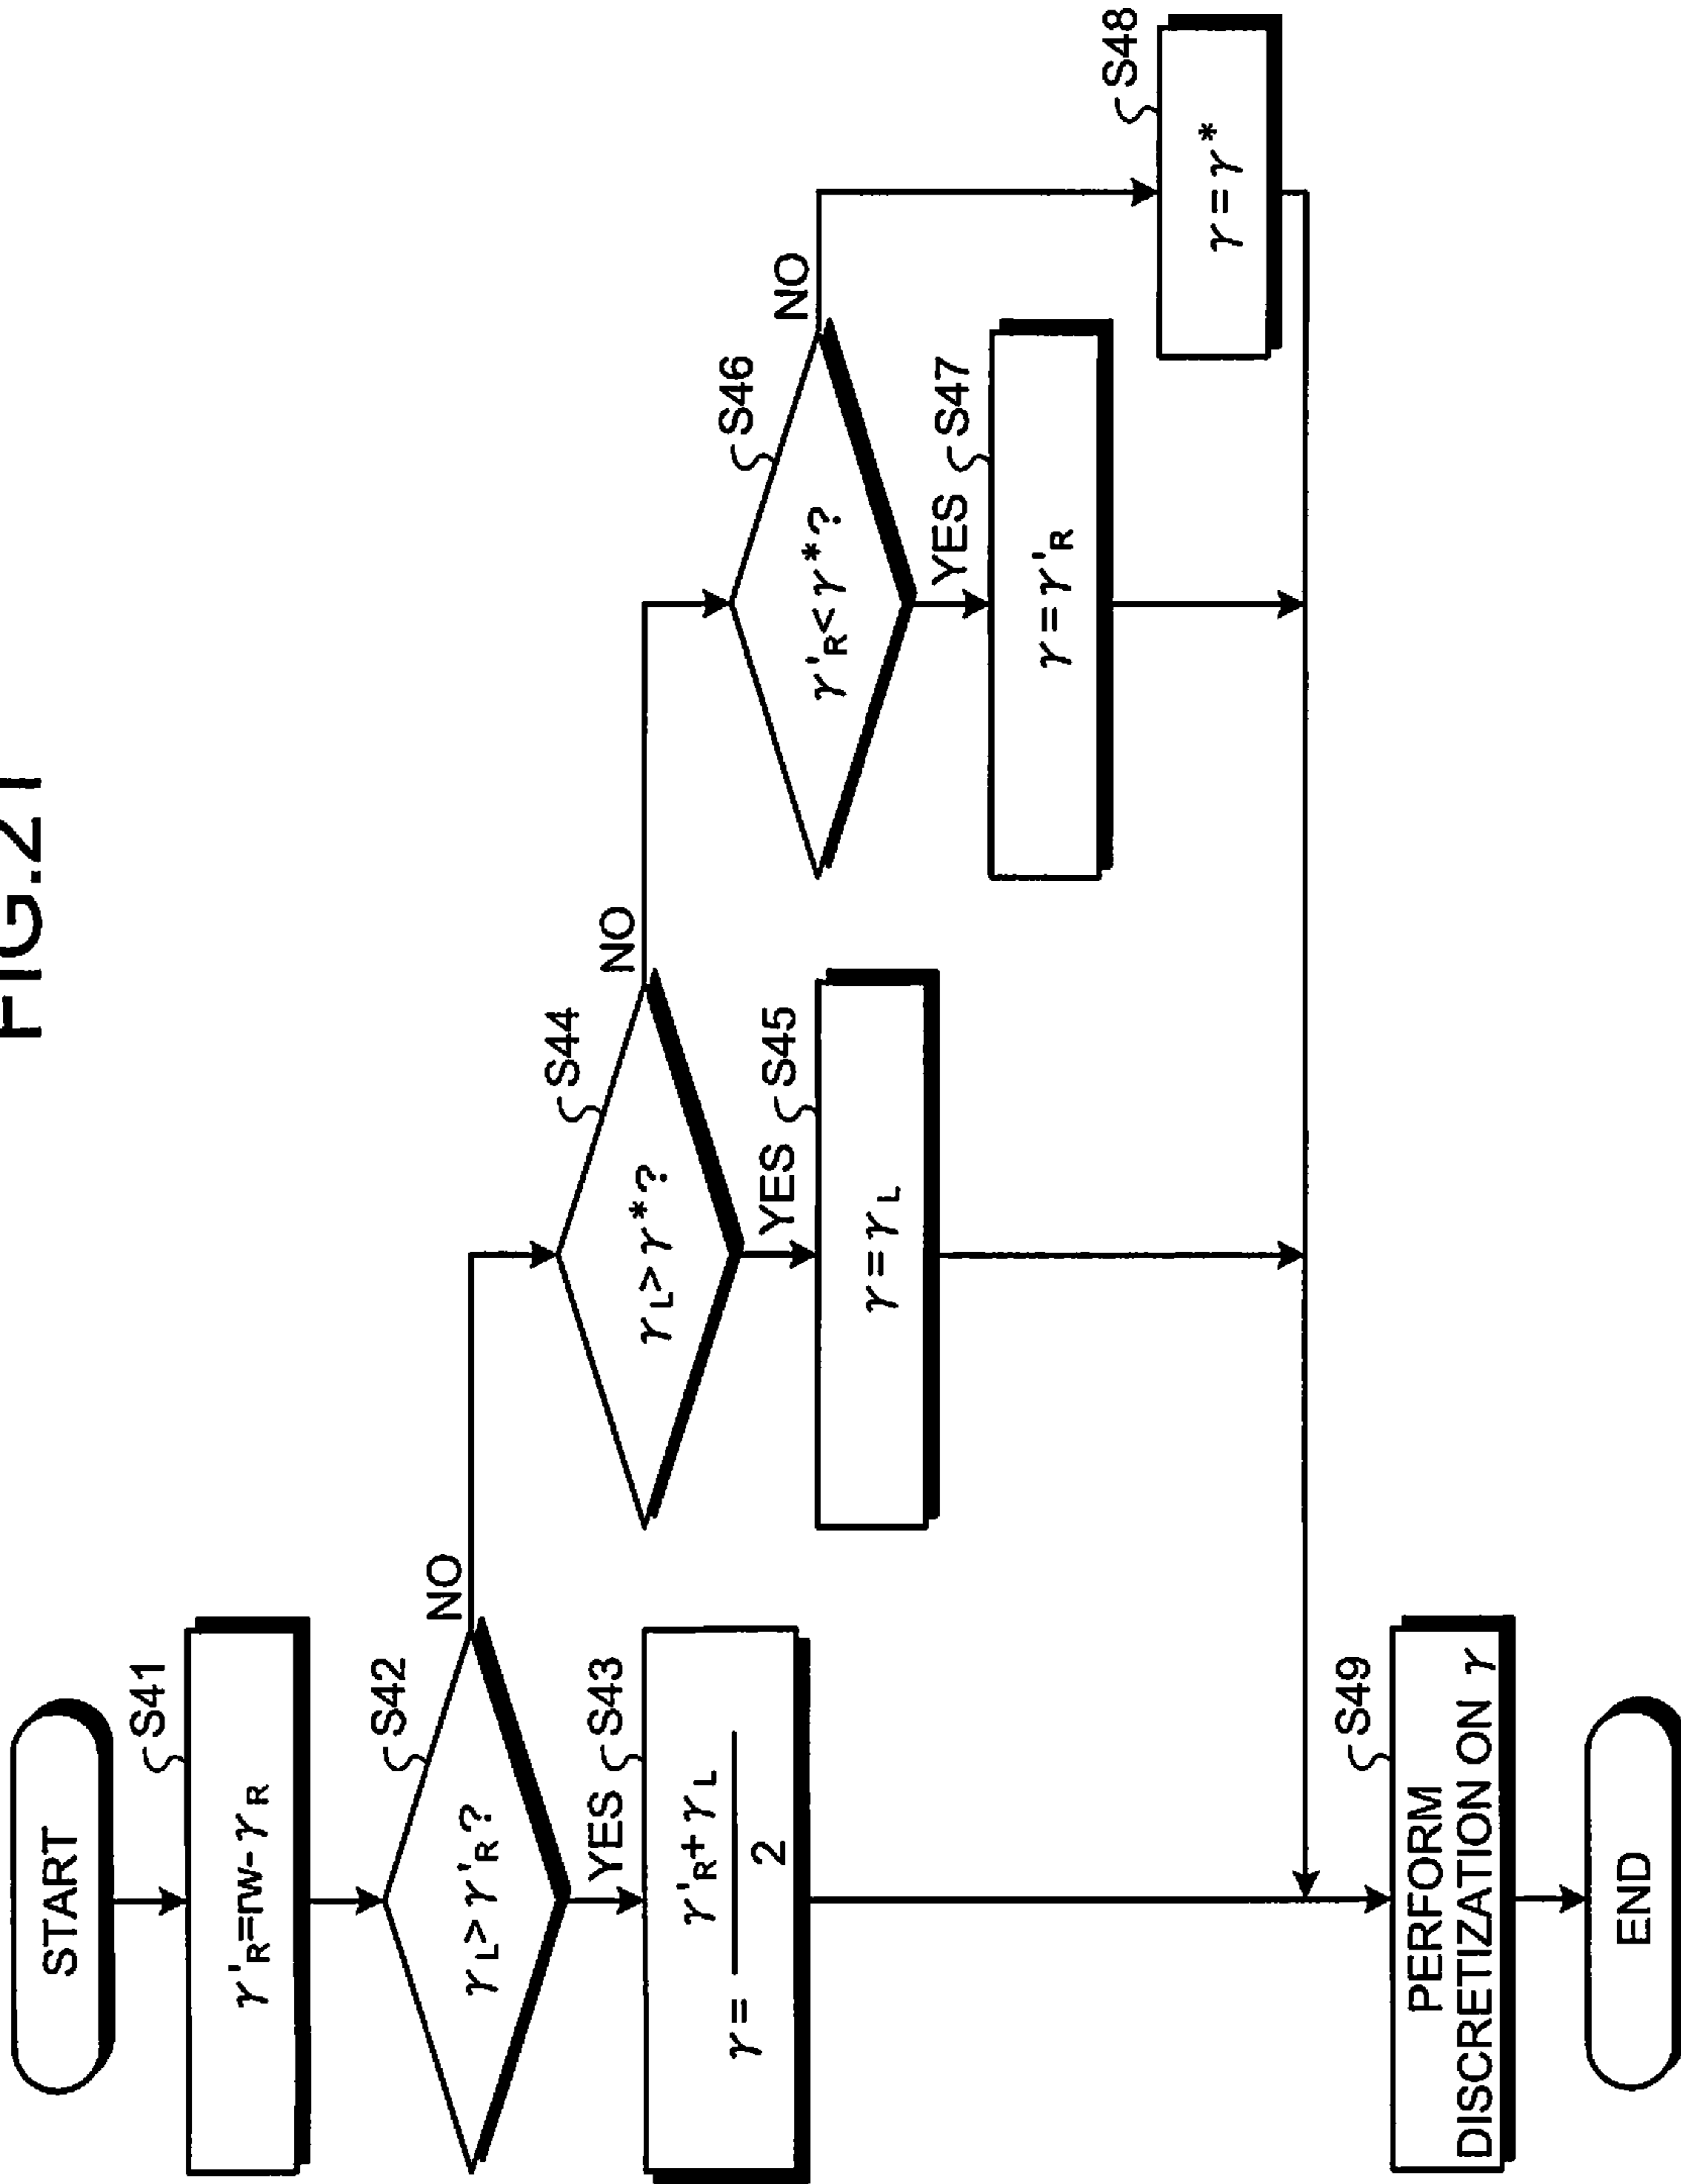 FIG.21
START
S41
γ'R=rw-γR
S42
γL>γ'R?
NO
YES
S43
γ=
γ'R+γL
2
S44
γL>γ*?
NO
YES
S45
γ=γL
S46
γ'R<γ*?
NO
YES
S47
γ=γ'R
S48
γ=γ*
S49
PERFORM
DISCRETIZATION ON γ
END